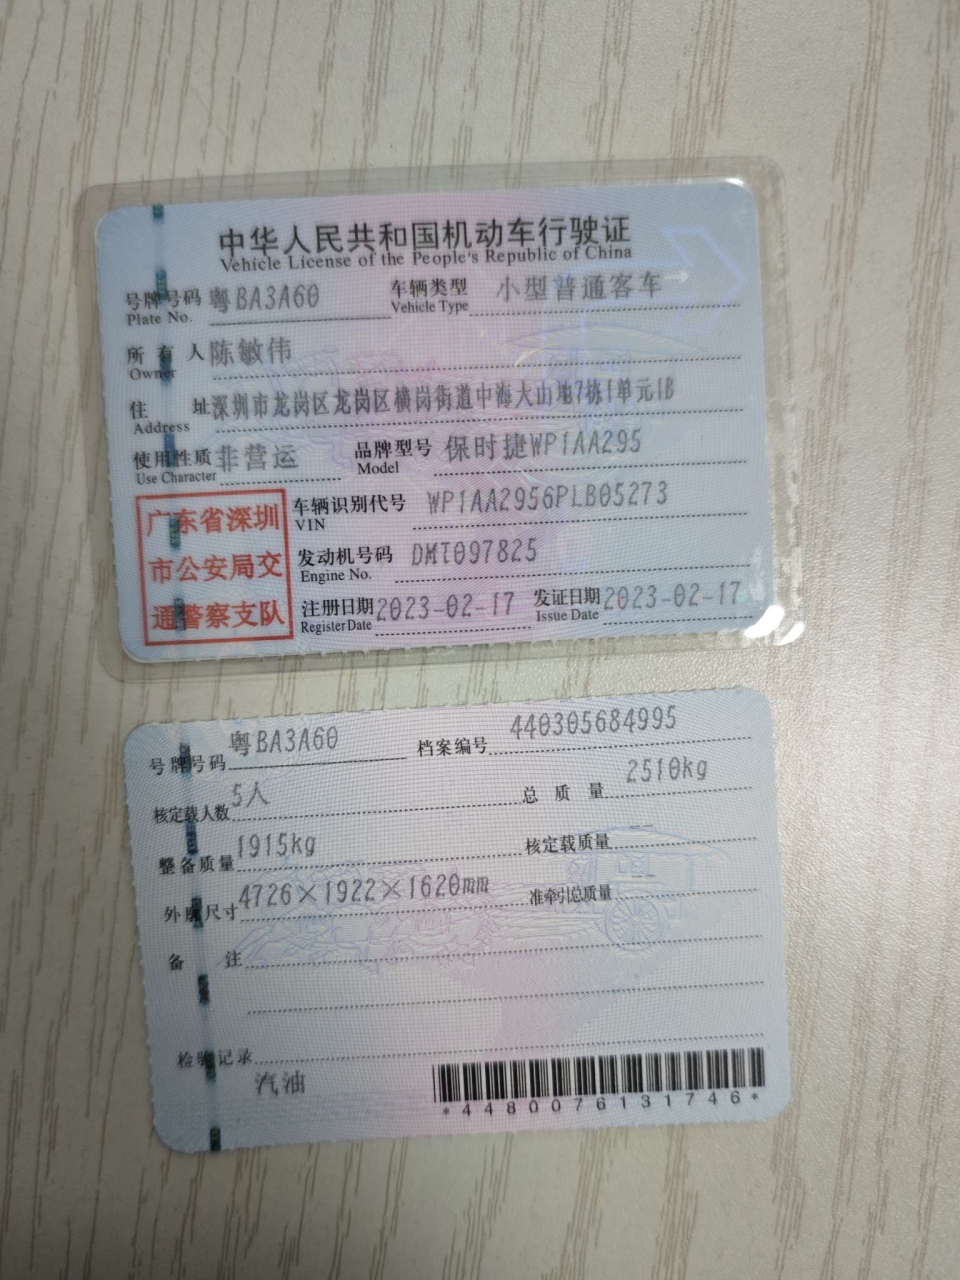 中华人民共和国机动车行驶证
Vehicle License of the People's Republic of China
号牌号码 粤BA3A60 车辆类型 小型普通客车
Plate No. Vehicle Type
所有人 陈敏伟
Owner
住址 深圳市龙岗区龙岗区横岗街道中海大山地7栋1单元1B
Address
使用性质 非营运 品牌型号 保时捷WP1AA295
Use Character Model
广东省深圳
市公安局交
通警察支队
车辆识别代号 WP1AA2956PLB05273
VIN
发动机号码 DMT097825
Engine No.
注册日期 2023-02-17 发证日期 2023-02-17
Register Date Issue Date
号牌号码 粤BA3A60 档案编号 440305684995
核定载人数 5人 总质量 2510kg
整备质量 1915kg 核定载质量 --
外廓尺寸 4726×1922×1620mm 准牵引总质量 --
备注
检验记录
汽油
*4480076131746*